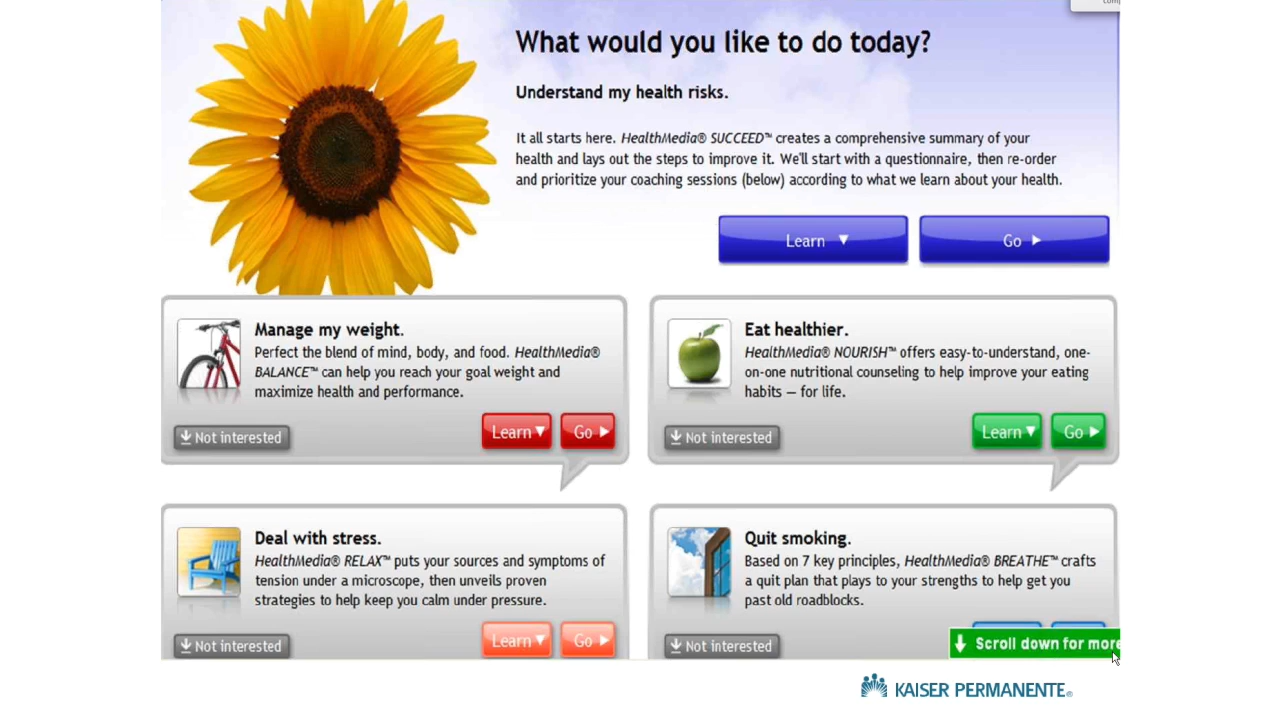 What would you like to do today?
Understand my health risks.
It all starts here. HealthMedia® SUCCEED™ creates a comprehensive summary of your
health and lays out the steps to improve it. We'll start with a questionnaire, then re-order
and prioritize your coaching sessions (below) according to what we learn about your health.
Learn ▼
Go ►
Manage my weight.
Perfect the blend of mind, body, and food. HealthMedia®
BALANCE™ can help you reach your goal weight and
maximize health and performance.
Not interested
Learn ▼
Go ►
Eat healthier.
HealthMedia® NOURISH™ offers easy-to-understand, one-
on-one nutritional counseling to help improve your eating
habits — for life.
Not interested
Learn ▼
Go ►
Deal with stress.
HealthMedia® RELAX™ puts your sources and symptoms of
tension under a microscope, then unveils proven
strategies to help keep you calm under pressure.
Not interested
Learn ▼
Go ►
Quit smoking.
Based on 7 key principles, HealthMedia® BREATHE™ crafts
a quit plan that plays to your strengths to help get you
past old roadblocks.
Not interested
Scroll down for more
KAISER PERMANENTE®